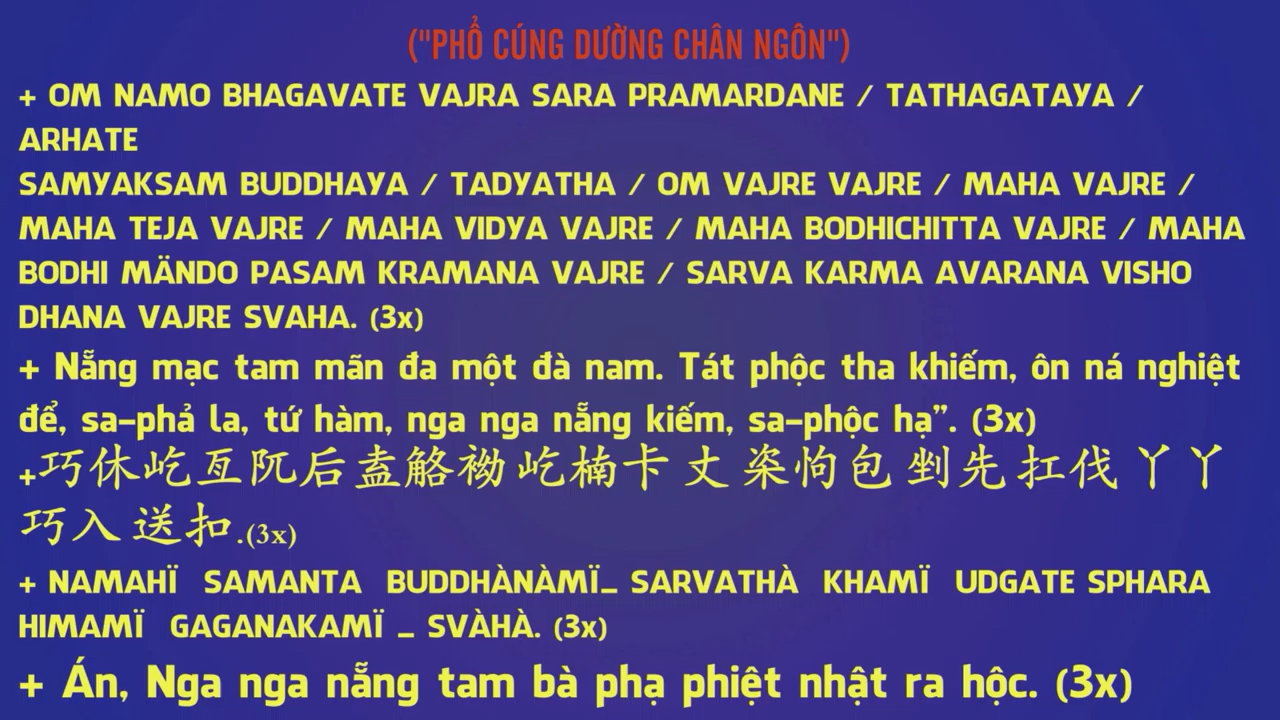 ("PHỔ CÚNG DƯỜNG CHÂN NGÔN")
+ OM NAMO BHAGAVATE VAJRA SARA PRAMARDANE / TATHAGATAYA /
ARHATE
SAMYAKSAM BUDDHAYA / TADYATHA / OM VAJRE VAJRE / MAHA VAJRE /
MAHA TEJA VAJRE / MAHA VIDYA VAJRE / MAHA BODHICHITTA VAJRE / MAHA
BODHI MÄNDO PASAM KRAMANA VAJRE / SARVA KARMA AVARANA VISHO
DHANA VAJRE SVAHA. (3x)
+ Nẵng mạc tam mãn đa một đà nam. Tát phộc tha khiếm, ôn ná nghiệt
để, sa-phả la, tứ hàm, nga nga nẵng kiếm, sa-phộc hạ”. (3x)
+巧休屹亙阢后盍觡袎屹楠卡丈 桼怐包 剉先扛伐丫丫
巧入送扣.(3x)
+ NAMAHÏ SAMANTA BUDDHÀNÀMÏ_ SARVATHÀ KHAMÏ UDGATE SPHARA
HIMAMÏ GAGANAKAMÏ _ SVÀHÀ. (3x)
+ Án, Nga nga nẵng tam bà phạ phiệt nhật ra hộc. (3x)